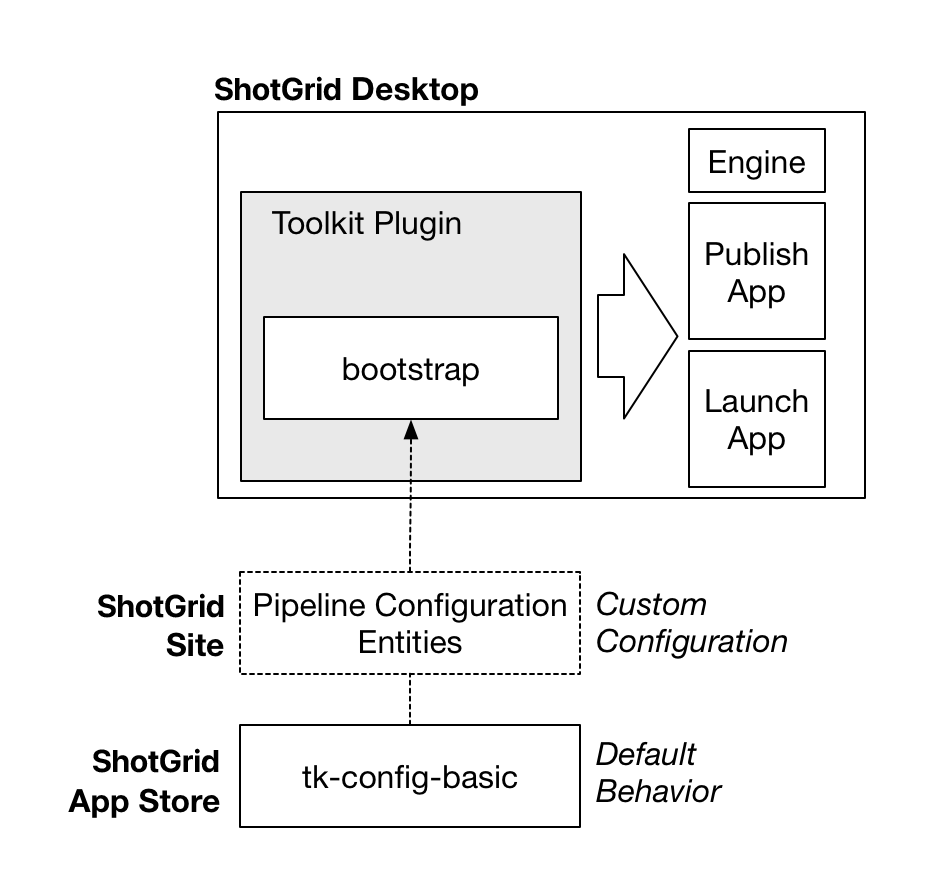 ShotGrid Desktop
Engine
Toolkit Plugin
Publish
App
bootstrap
Launch
App
ShotGrid
Site
Pipeline Configuration
Entities
Custom
Configuration
ShotGrid
App Store
tk-config-basic
Default
Behavior